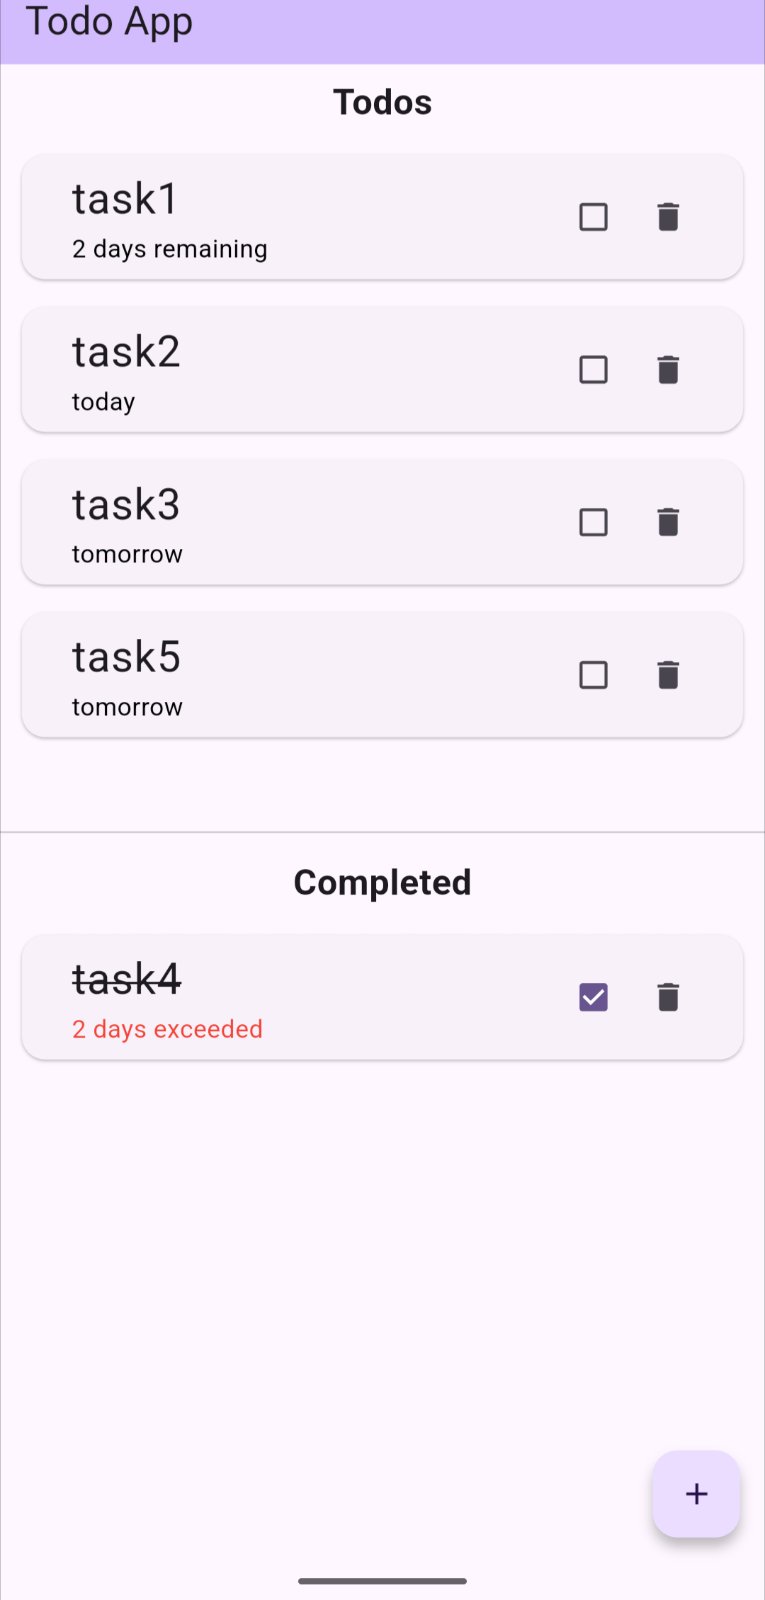 Todo App
Todos
task1
2 days remaining
task2
today
task3
tomorrow
task5
tomorrow
Completed
task4
2 days exceeded